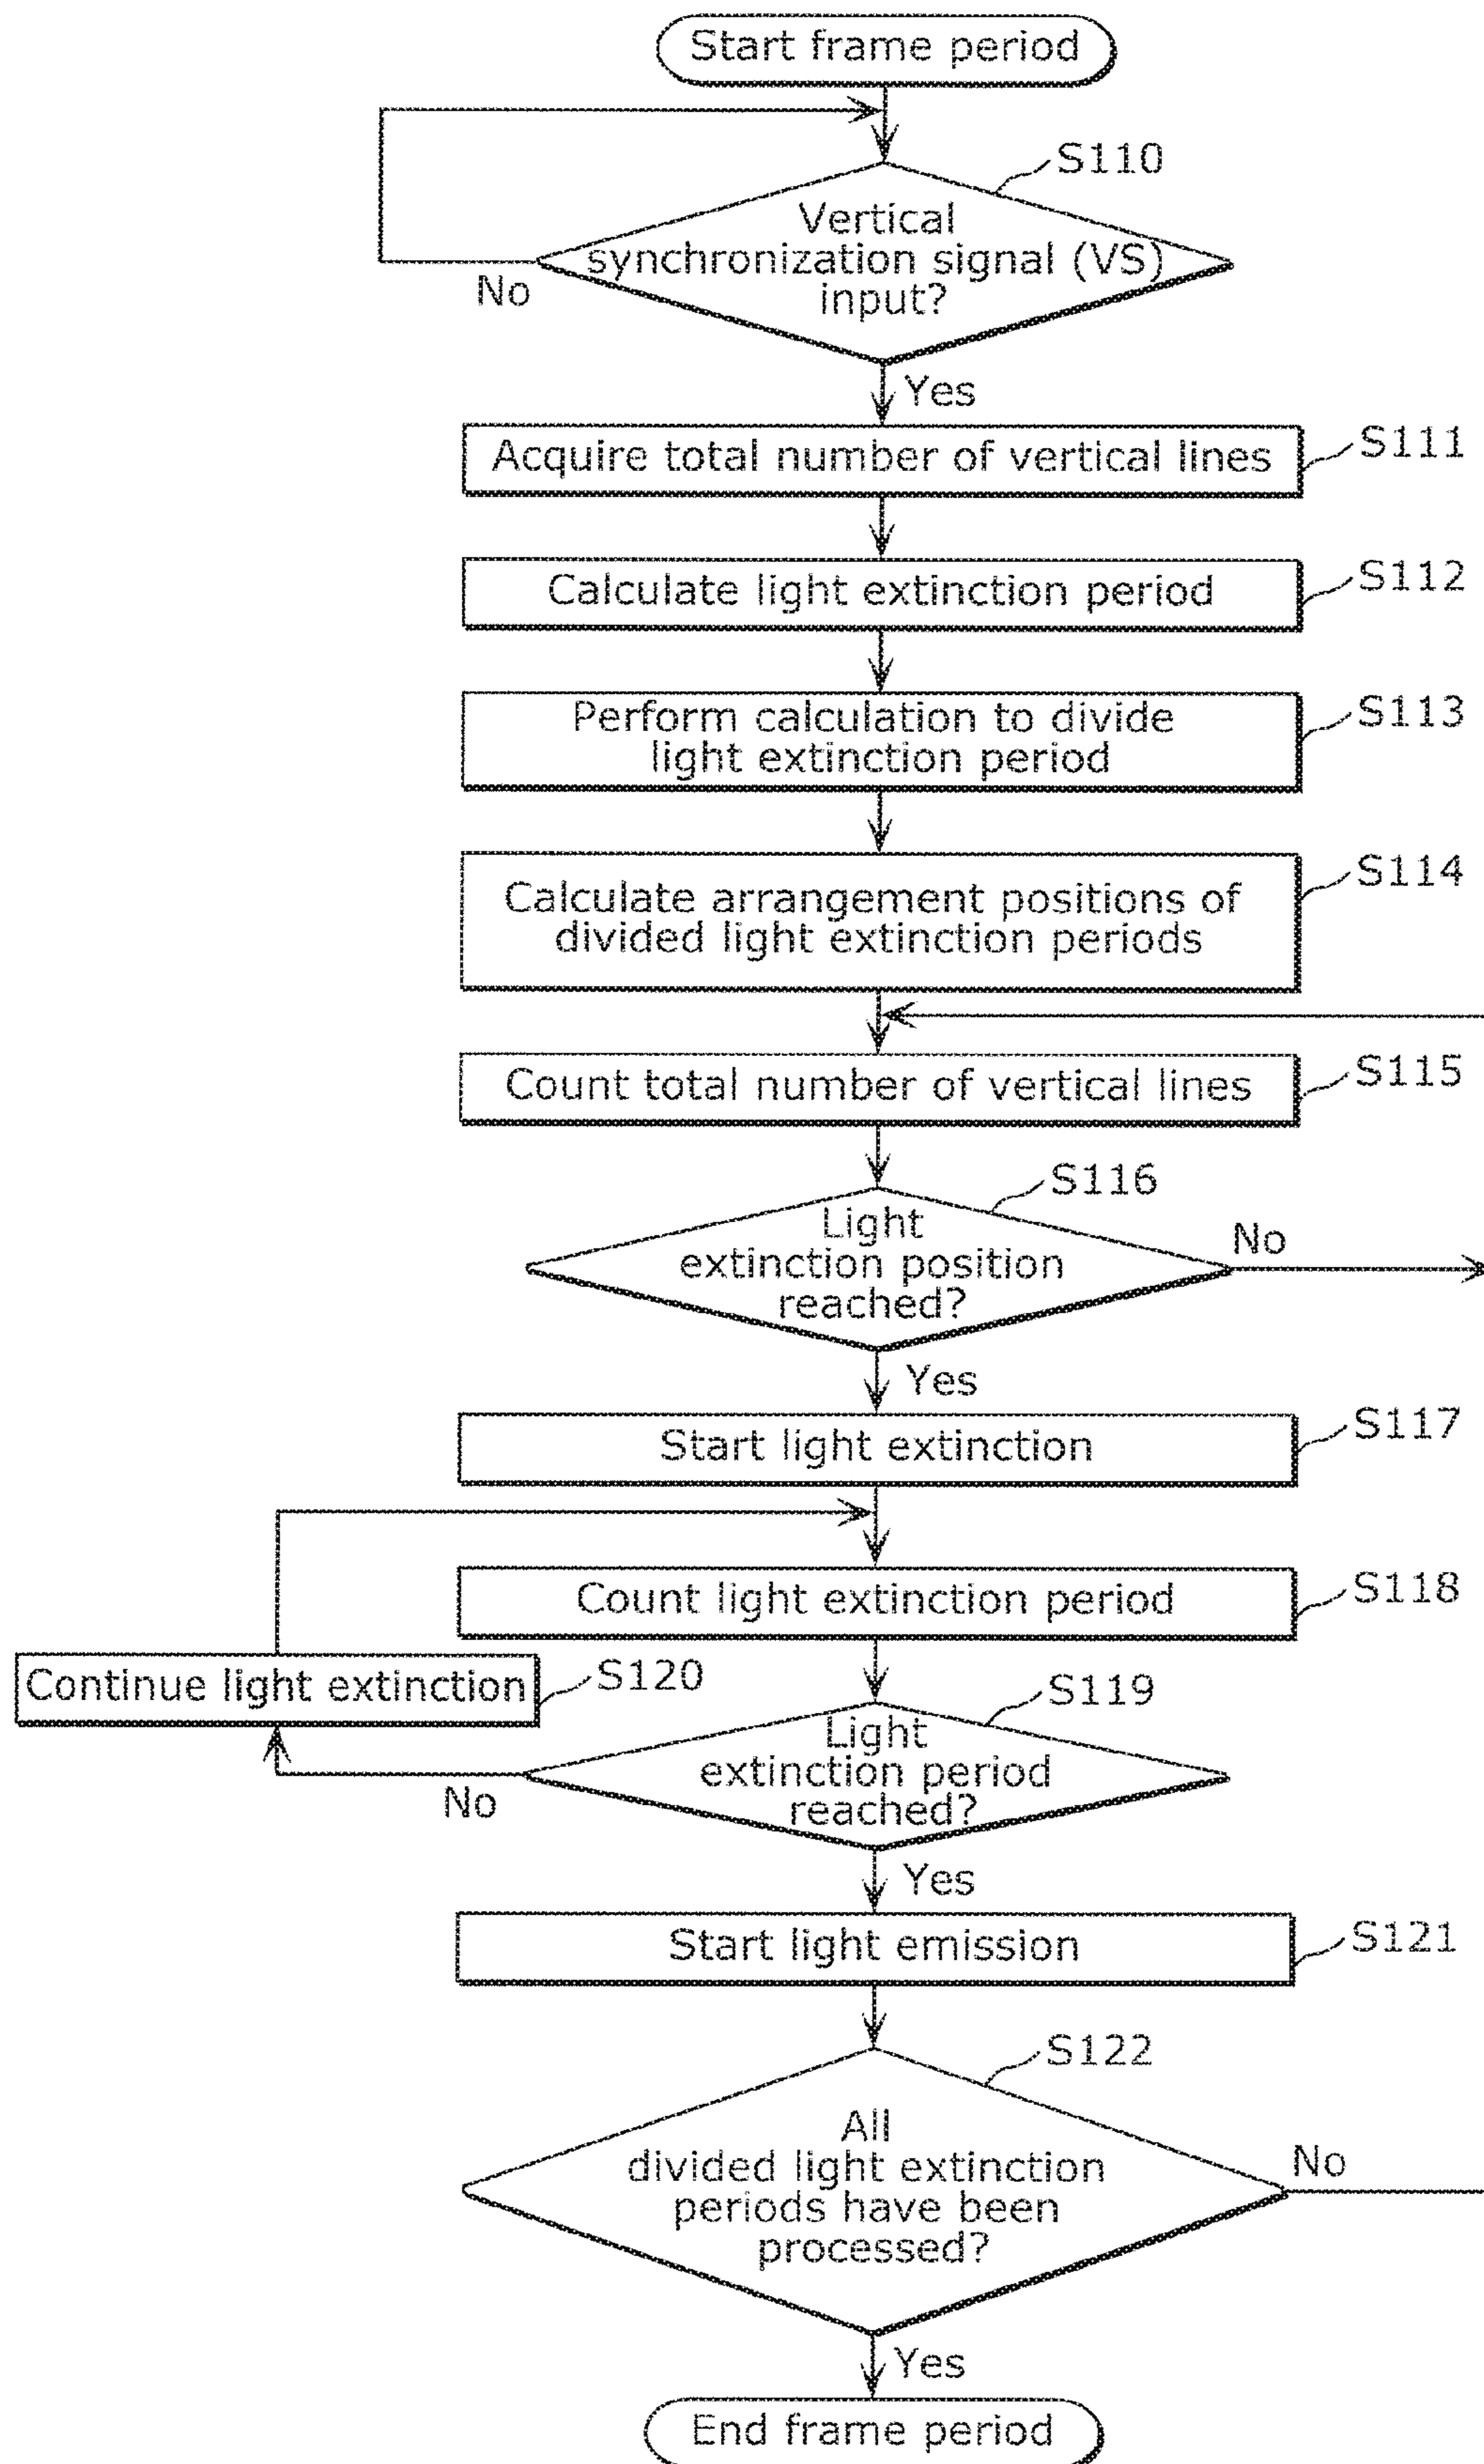 Start frame period
S110
Vertical
synchronization signal (VS)
input?
No
Yes
Acquire total number of vertical lines
S111
Calculate light extinction period
S112
Perform calculation to divide
light extinction period
S113
Calculate arrangement positions of
divided light extinction periods
S114
Count total number of vertical lines
S115
S116
Light
extinction position
reached?
No
Yes
Start light extinction
S117
Count light extinction period
S118
Continue light extinction
S120
S119
Light
extinction period
reached?
No
Yes
Start light emission
S121
S122
All
divided light extinction
periods have been
processed?
No
Yes
End frame period